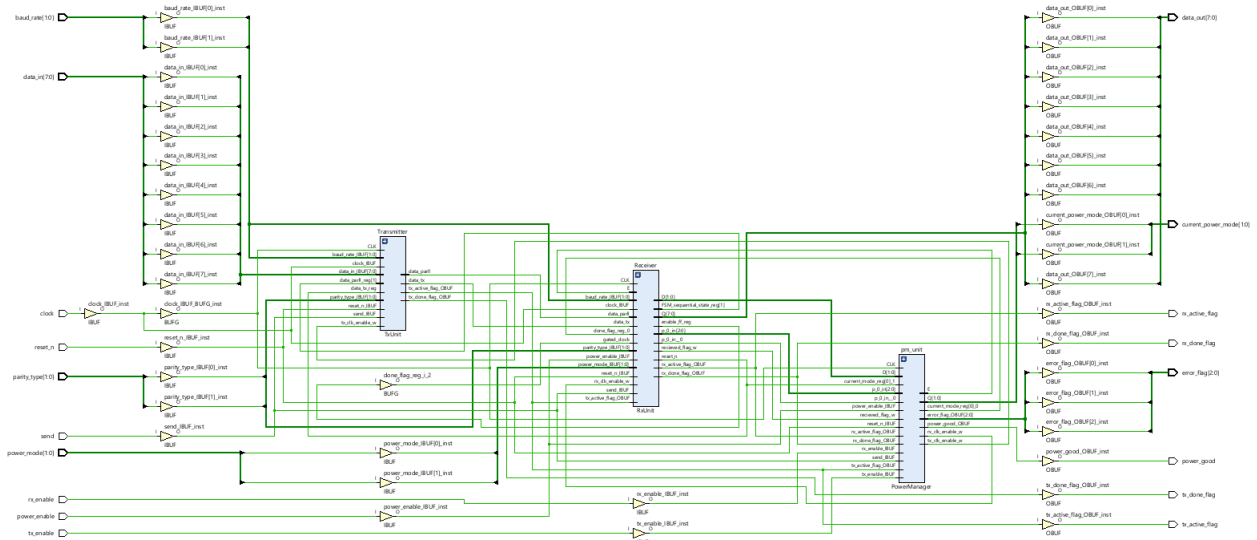 baud_rate[1:0]
baud_rate_IBUF[0]_inst
I
O
IBUF
baud_rate_IBUF[1]_inst
I
O
IBUF
data_in[7:0]
data_in_IBUF[0]_inst
I
O
IBUF
data_in_IBUF[1]_inst
I
O
IBUF
data_in_IBUF[2]_inst
I
O
IBUF
data_in_IBUF[3]_inst
I
O
IBUF
data_in_IBUF[4]_inst
I
O
IBUF
data_in_IBUF[5]_inst
I
O
IBUF
data_in_IBUF[6]_inst
I
O
IBUF
data_in_IBUF[7]_inst
I
O
IBUF
clock
clock_IBUF_inst
I
O
IBUF
clock_IBUF_BUFG_inst
I
O
BUFG
reset_n
reset_n_IBUF_inst
I
O
IBUF
parity_type[1:0]
parity_type_IBUF[0]_inst
I
O
IBUF
parity_type_IBUF[1]_inst
I
O
IBUF
send
send_IBUF_inst
I
O
IBUF
power_mode[1:0]
rx_enable
power_enable
tx_enable
Transmitter
CLK
baud_rate_IBUF[1:0]
clock_IBUF
data_in_IBUF[7:0]
data_parll_reg[1]
data_tx_reg
parity_type_IBUF[1:0]
reset_n_IBUF
send_IBUF
tx_clk_enable_w
data_parll
data_tx
tx_active_flag_OBUF
tx_done_flag_OBUF
TxUnit
done_flag_reg_i_2
I
O
BUFG
power_mode_IBUF[0]_inst
I
O
IBUF
power_mode_IBUF[1]_inst
I
O
IBUF
power_enable_IBUF_inst
I
O
IBUF
Receiver
CLK
E
baud_rate_IBUF[1:0]
clock_IBUF
data_parll
data_tx
done_flag_reg_0
gated_clock
parity_type_IBUF[1:0]
power_enable_IBUF
power_mode_IBUF[1:0]
reset_n_IBUF
rx_clk_enable_w
send_IBUF
tx_active_flag_OBUF
D[1:0]
FSM_sequential_state_reg[1]
Q[7:0]
enable_ff_reg
p_0_in[2:0]
p_0_in__0
recieved_flag_w
reset_n
rx_active_flag_OBUF
rx_done_flag_OBUF
RxUnit
rx_enable_IBUF_inst
I
O
IBUF
tx_enable_IBUF_inst
I
O
IBUF
pm_unit
CLK
D[1:0]
current_mode_reg[0]_1
p_0_in[2:0]
p_0_in__0
power_enable_IBUF
recieved_flag_w
reset_n_IBUF
rx_active_flag_OBUF
rx_done_flag_OBUF
rx_enable_IBUF
send_IBUF
tx_active_flag_OBUF
tx_enable_IBUF
E
Q[1:0]
current_mode_reg[0]_0
error_flag_OBUF[2:0]
power_good_OBUF
rx_clk_enable_w
tx_clk_enable_w
PowerManager
data_out_OBUF[0]_inst
I
O
OBUF
data_out[7:0]
data_out_OBUF[1]_inst
I
O
OBUF
data_out_OBUF[2]_inst
I
O
OBUF
data_out_OBUF[3]_inst
I
O
OBUF
data_out_OBUF[4]_inst
I
O
OBUF
data_out_OBUF[5]_inst
I
O
OBUF
data_out_OBUF[6]_inst
I
O
OBUF
current_power_mode_OBUF[0]_inst
I
O
OBUF
current_power_mode[1:0]
current_power_mode_OBUF[1]_inst
I
O
OBUF
data_out_OBUF[7]_inst
I
O
OBUF
rx_active_flag_OBUF_inst
I
O
OBUF
rx_active_flag
rx_done_flag_OBUF_inst
I
O
OBUF
rx_done_flag
error_flag_OBUF[0]_inst
I
O
OBUF
error_flag[2:0]
error_flag_OBUF[1]_inst
I
O
OBUF
error_flag_OBUF[2]_inst
I
O
OBUF
power_good_OBUF_inst
I
O
OBUF
power_good
tx_done_flag_OBUF_inst
I
O
OBUF
tx_done_flag
tx_active_flag_OBUF_inst
I
O
OBUF
tx_active_flag